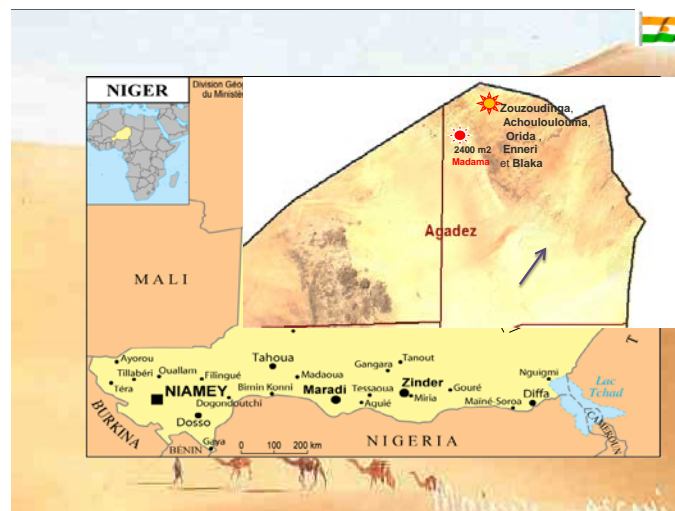 NIGER
Division Géo
du Ministè
Zouzoudinga,
Achouloulouma,
Orida ,
2400 m2
Enneri
Madama
et Blaka
Agadez
MALI
Ayorou
Tahoua
Tanout
Tillabéri
Ouallam
Filingué
Madaoua
Gangara
Nguigmi
Téra
NIAMEY
Birnin Konni
Maradi
Tessaoua
Zinder
Gouré
Diffa
Lac
Tchad
Dogondoutchi
Aguié
Miria
Maïné-Soroa
BURKINA
Dosso
CAMEROUN
Gaya
BÉNIN
0 100 200 km
NIGERIA
T